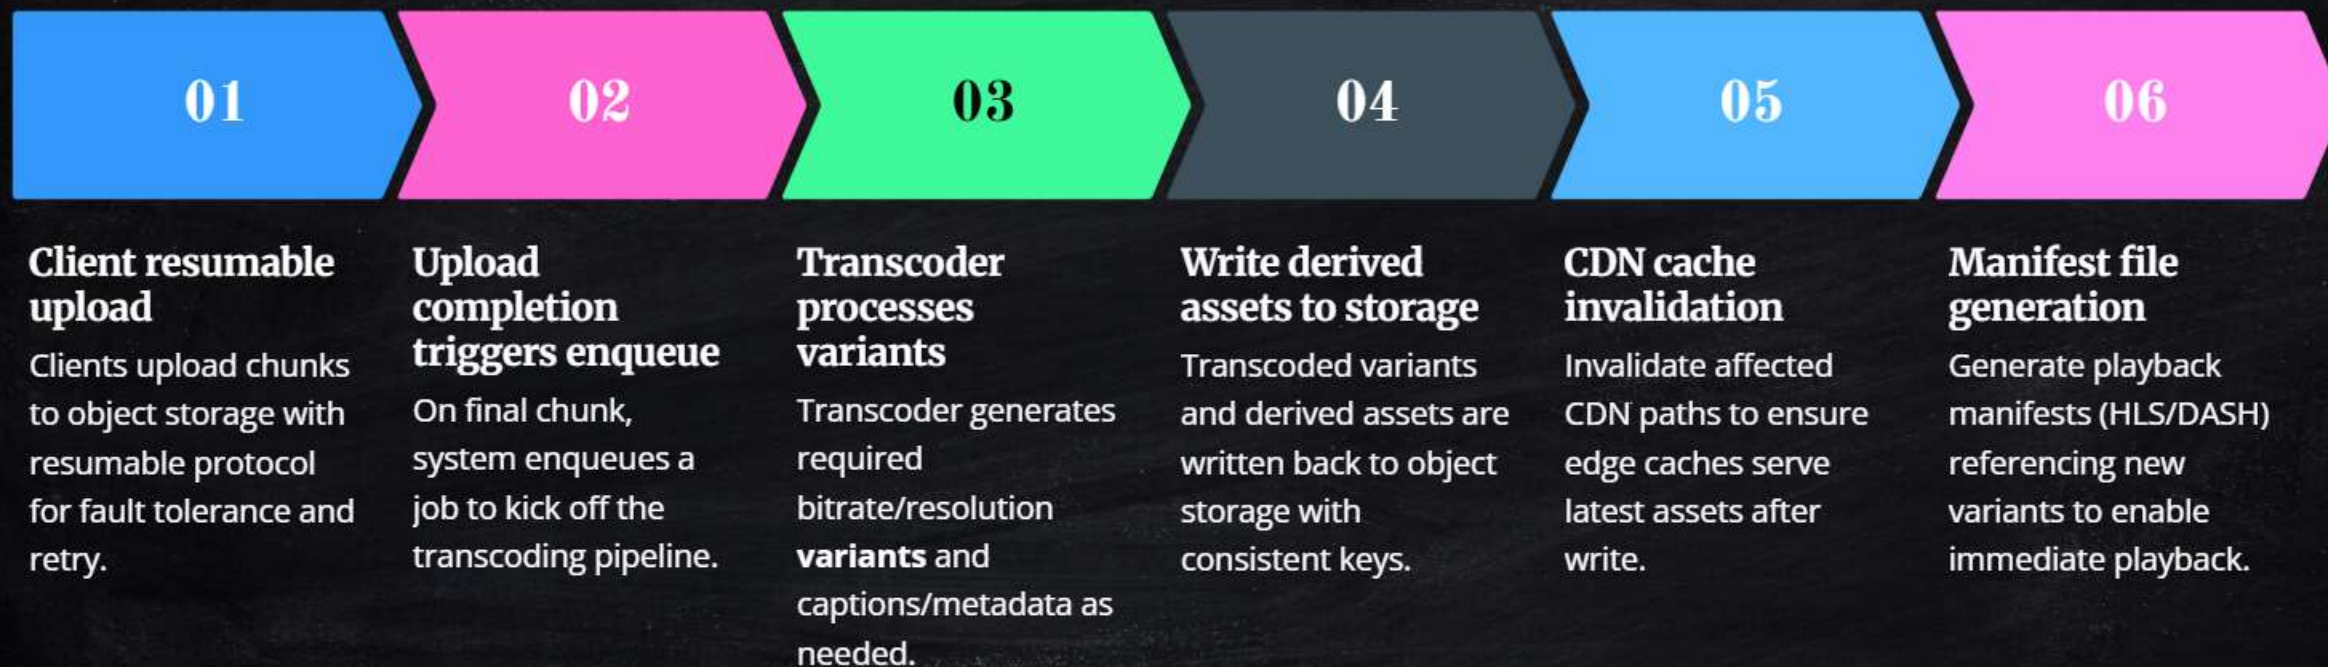 01
02
03
04
05
06
Client resumable
upload
Clients upload chunks
to object storage with
resumable protocol
for fault tolerance and
retry.
Upload
completion
triggers enqueue
On final chunk,
system enqueues a
job to kick off the
transcoding pipeline.
Transcoder
processes
variants
Transcoder generates
required
bitrate/resolution
variants and
captions/metadata as
needed.
Write derived
assets to storage
Transcoded variants
and derived assets are
written back to object
storage with
consistent keys.
CDN cache
invalidation
Invalidate affected
CDN paths to ensure
edge caches serve
latest assets after
write.
Manifest file
generation
Generate playback
manifests (HLS/DASH)
referencing new
variants to enable
immediate playback.